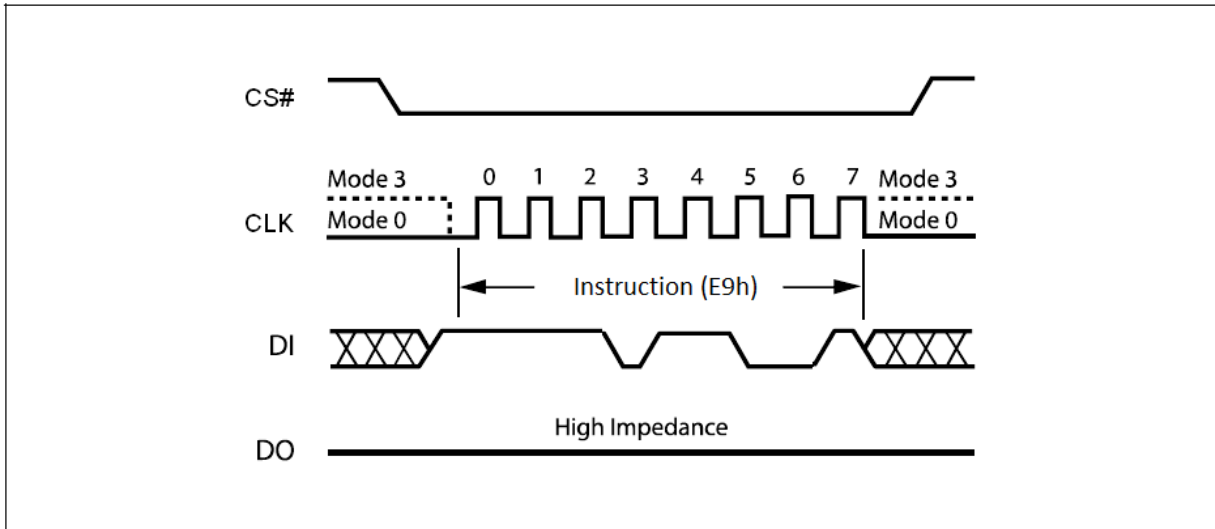 CS#
Mode 3
0 1 2 3 4 5 6 7
Mode 3
CLK
Mode 0
Mode 0
Instruction (E9h)
DI
High Impedance
DO